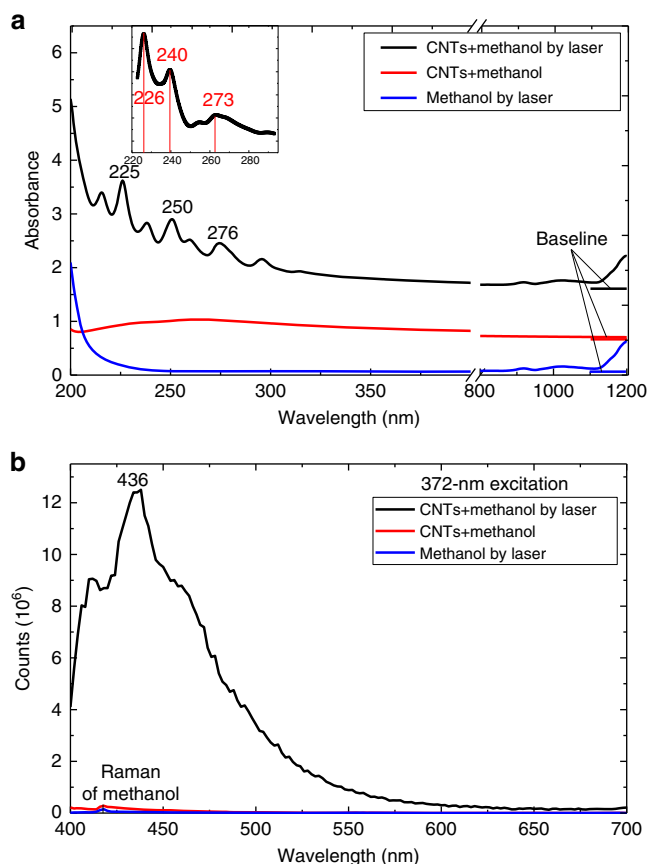 a
6
5
4
3
2
1
0
Absorbance
240
226
273
220 240 260 280
225
250
276
CNTs+methanol by laser
CNTs+methanol
Methanol by laser
Baseline
200 250 300 350 800 1000 1200
Wavelength (nm)
b
372-nm excitation
436
CNTs+methanol by laser
CNTs+methanol
Methanol by laser
12
10
8
6
4
2
0
Counts (10⁶)
Raman
of methanol
400 450 500 550 600 650 700
Wavelength (nm)